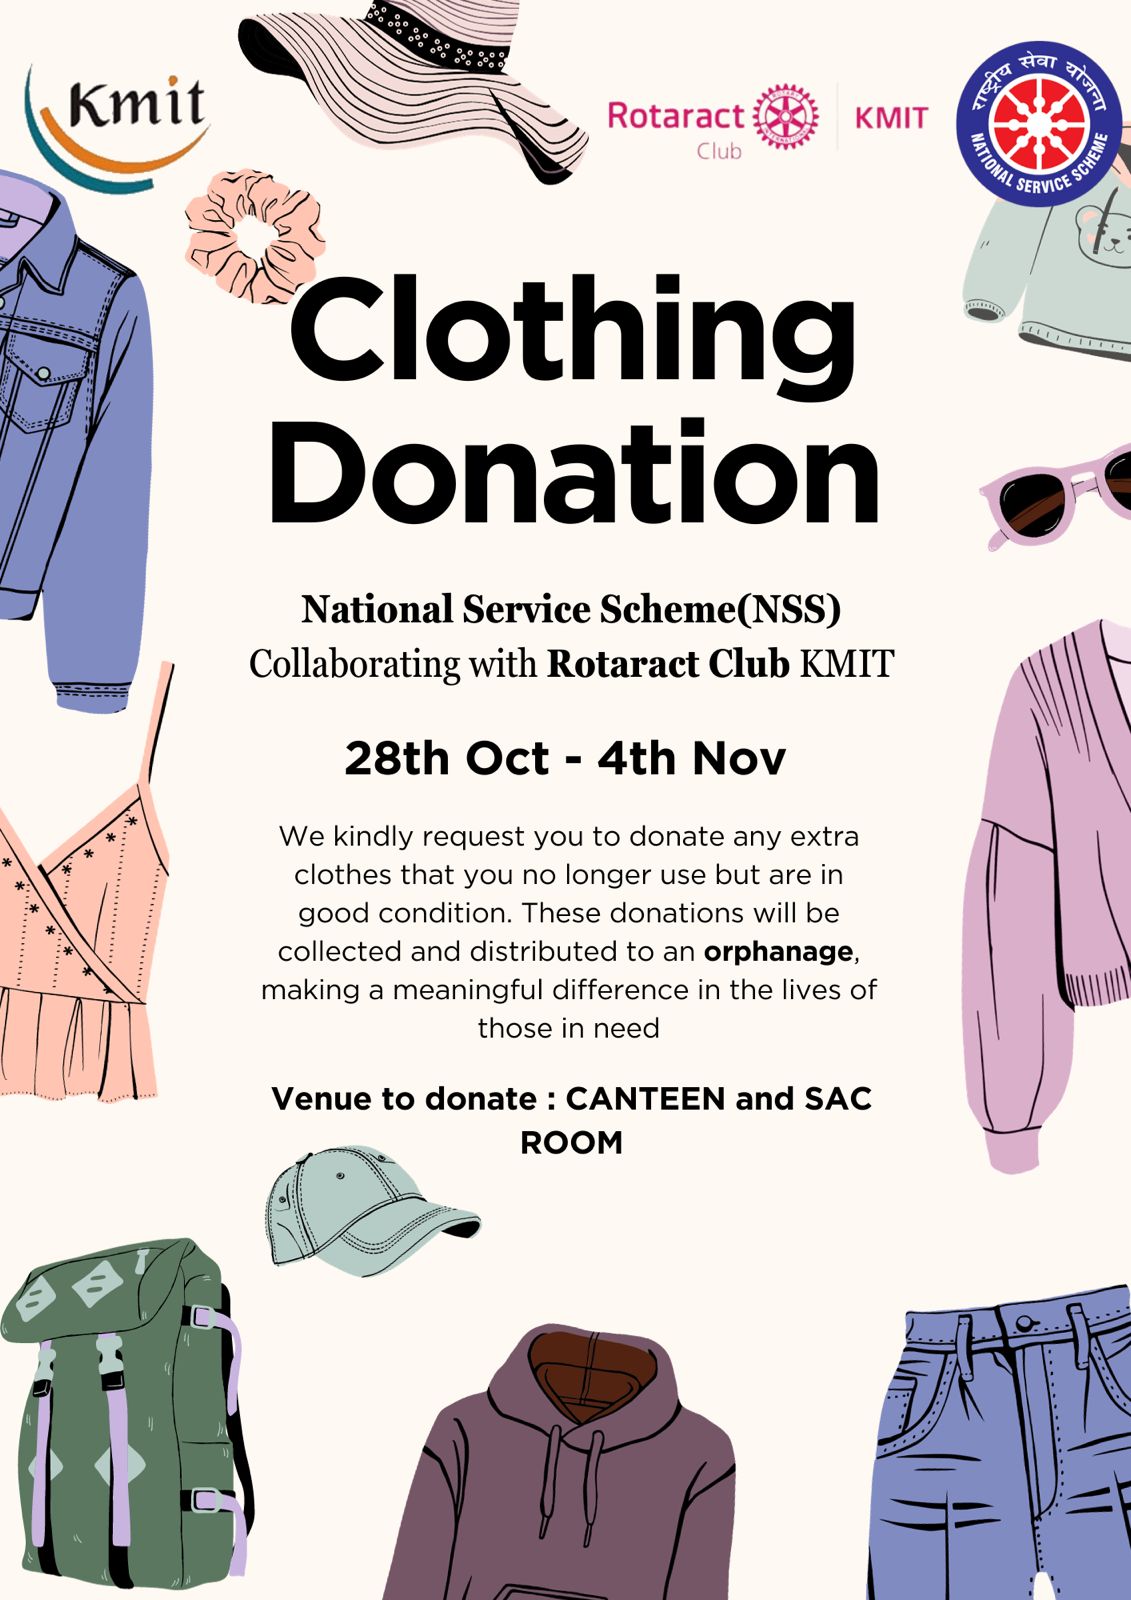 Kmit
Rotaract
Club
ROTARY
INTERNATIONAL
KMIT
राष्ट्रीय सेवा योजना
NATIONAL SERVICE SCHEME
Clothing
Donation
National Service Scheme(NSS)
Collaborating with Rotaract Club KMIT
28th Oct - 4th Nov
We kindly request you to donate any extra
clothes that you no longer use but are in
good condition. These donations will be
collected and distributed to an orphanage,
making a meaningful difference in the lives of
those in need
Venue to donate : CANTEEN and SAC
ROOM